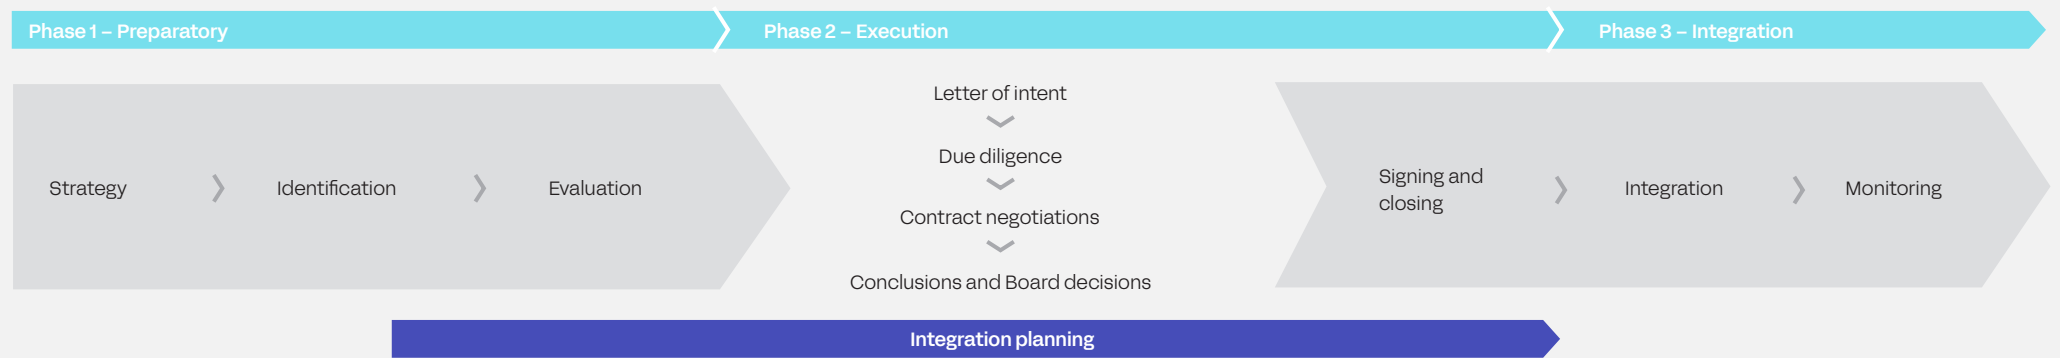 Phase 1 – Preparatory
Phase 2 – Execution
Phase 3 – Integration
Strategy
Identification
Evaluation
Letter of intent
Due diligence
Contract negotiations
Conclusions and Board decisions
Signing and
closing
Integration
Monitoring
Integration planning